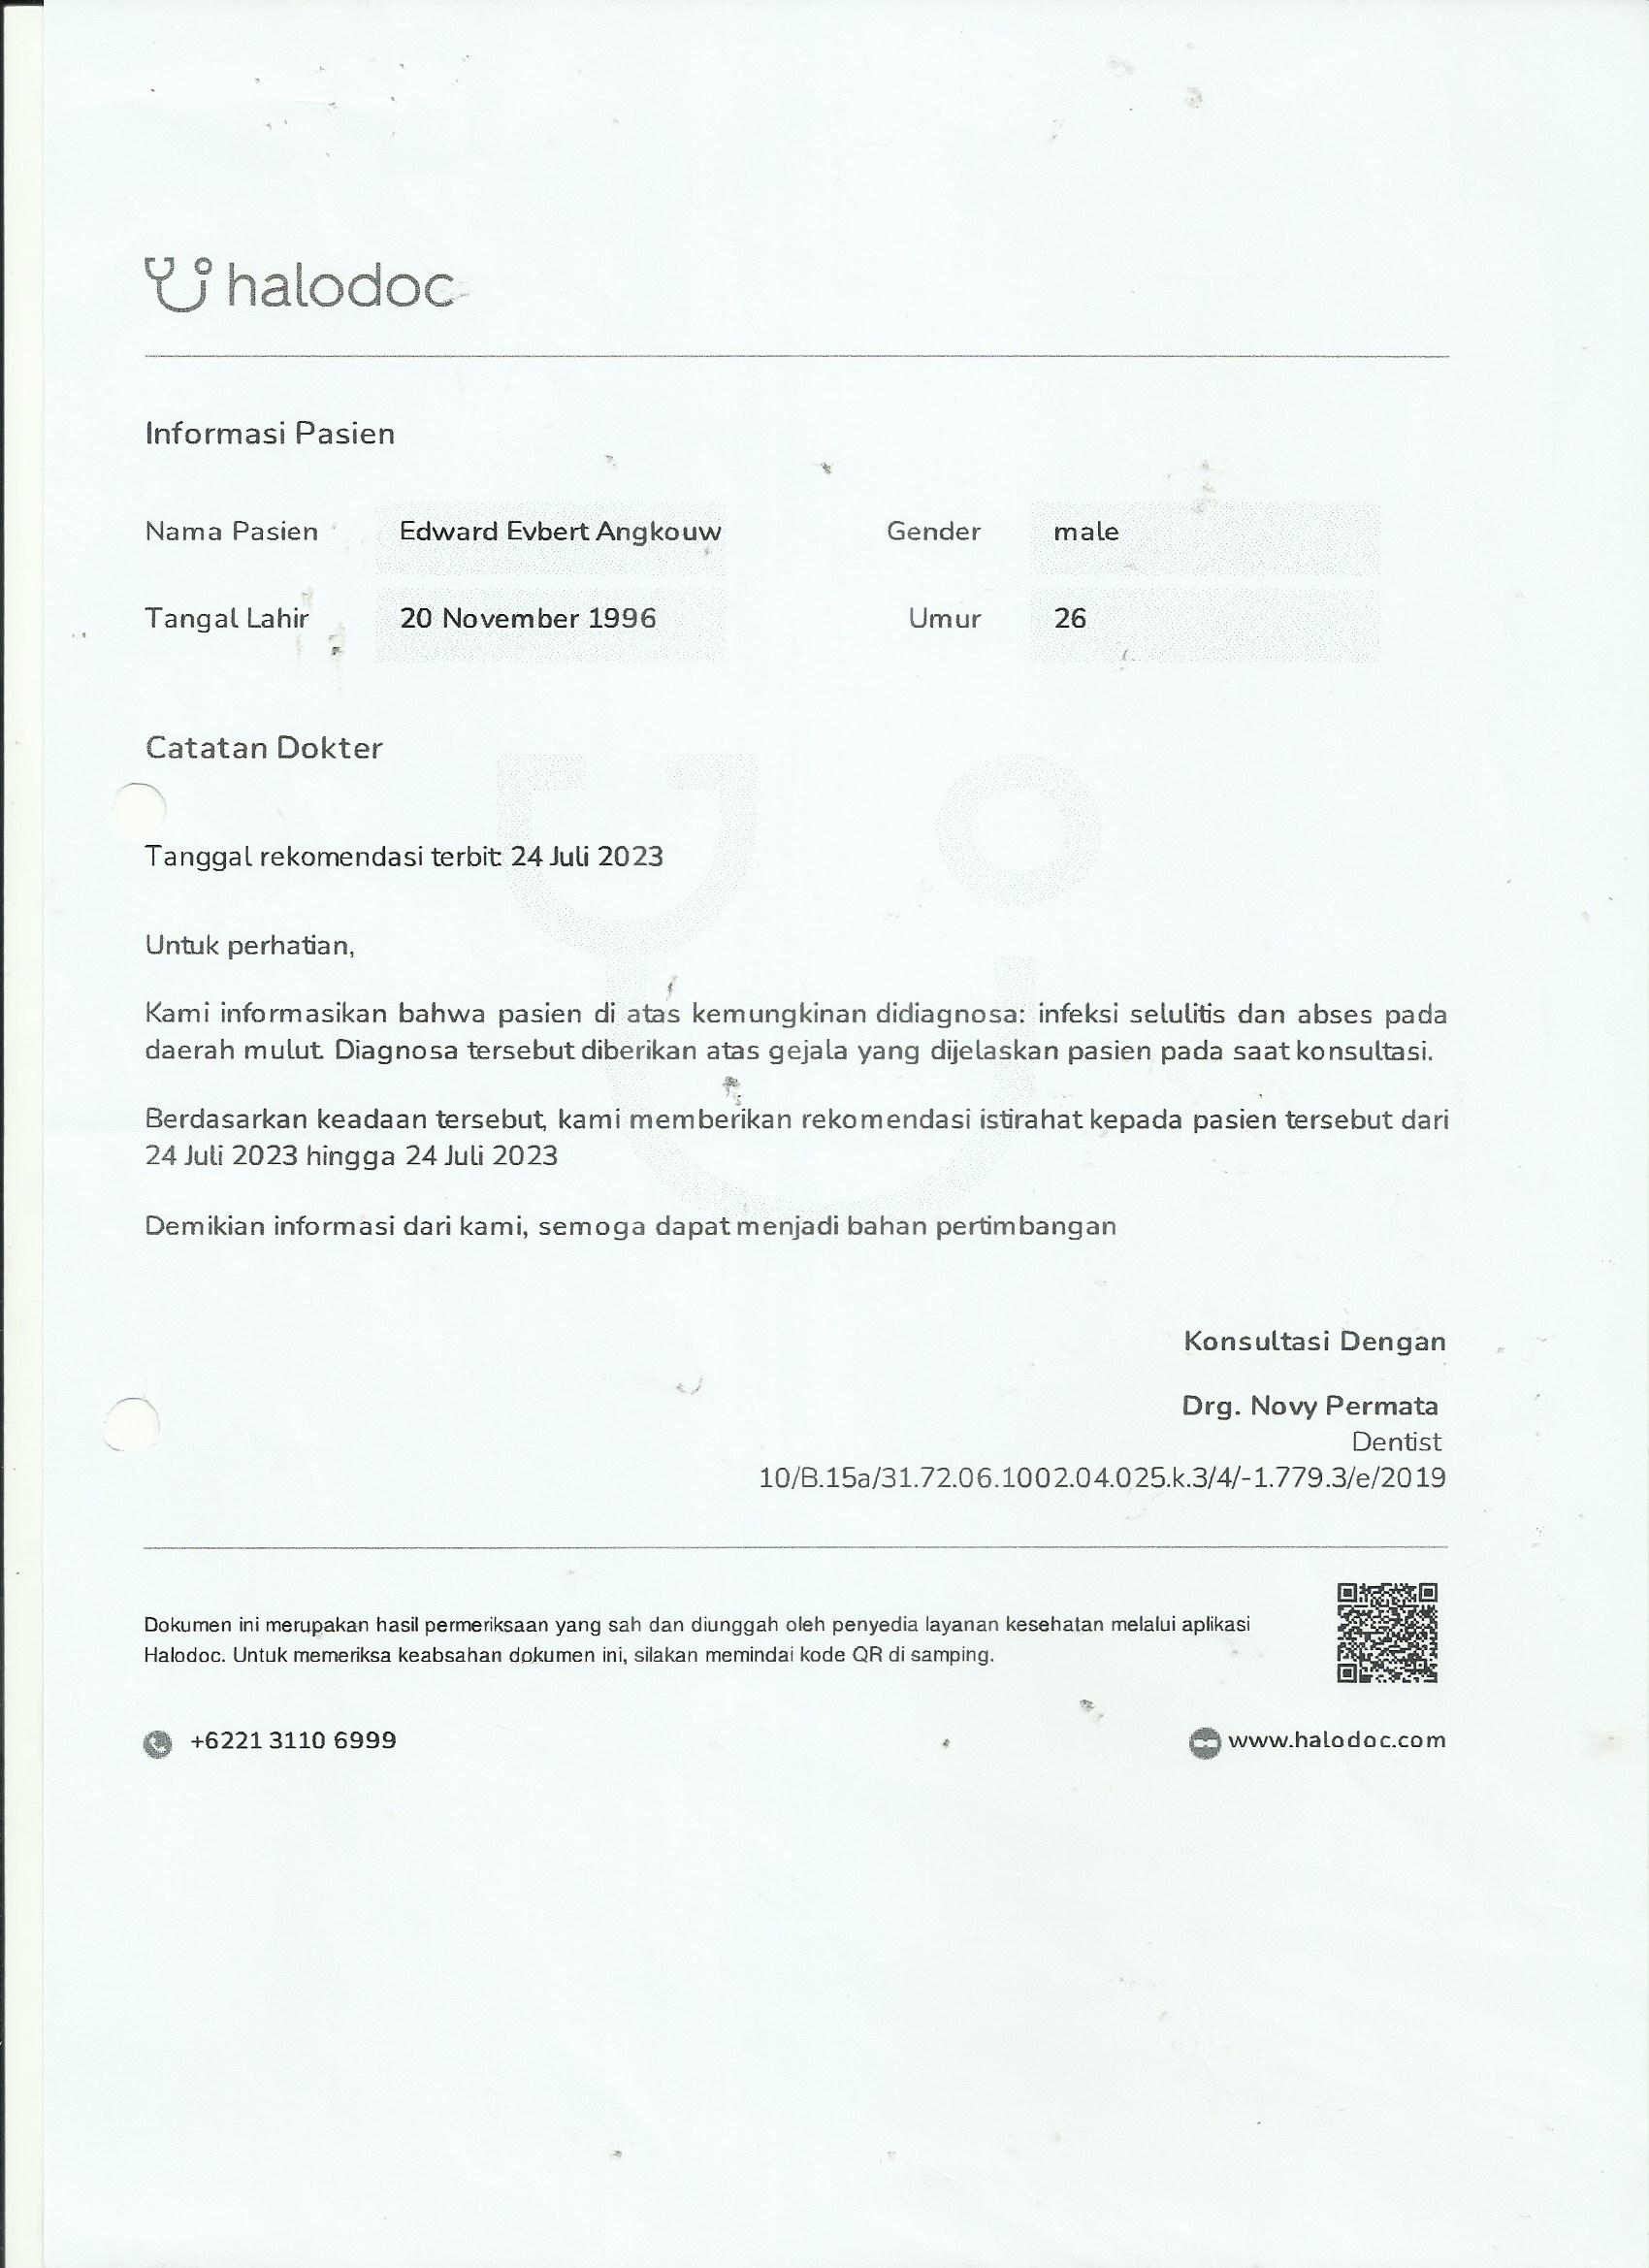 halodoc
Informasi Pasien
Nama Pasien Edward Evbert Angkouw Gender male
Tangal Lahir 20 November 1996 Umur 26
Catatan Dokter
Tanggal rekomendasi terbit: 24 Juli 2023
Untuk perhatian,
Kami informasikan bahwa pasien di atas kemungkinan didiagnosa: infeksi selulitis dan abses pada
daerah mulut. Diagnosa tersebut diberikan atas gejala yang dijelaskan pasien pada saat konsultasi.
Berdasarkan keadaan tersebut, kami memberikan rekomendasi istirahat kepada pasien tersebut dari
24 Juli 2023 hingga 24 Juli 2023
Demikian informasi dari kami, semoga dapat menjadi bahan pertimbangan
Konsultasi Dengan
Drg. Novy Permata
Dentist
10/B.15a/31.72.06.1002.04.025.k.3/4/-1.779.3/e/2019
Dokumen ini merupakan hasil permeriksaan yang sah dan diunggah oleh penyedia layanan kesehatan melalui aplikasi
Halodoc. Untuk memeriksa keabsahan dokumen ini, silakan memindai kode QR di samping.
+6221 3110 6999 www.halodoc.com